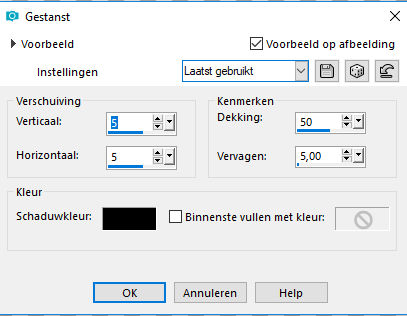 Gestanst
Voorbeeld
Voorbeeld op afbeelding
Instellingen
Laatst gebruikt
Verschuiving
Verticaal: 5
Horizontaal: 5
Kenmerken
Dekking: 50
Vervagen: 5,00
Kleur
Schaduwkleur:
Binnenste vullen met kleur:
OK
Annuleren
Help